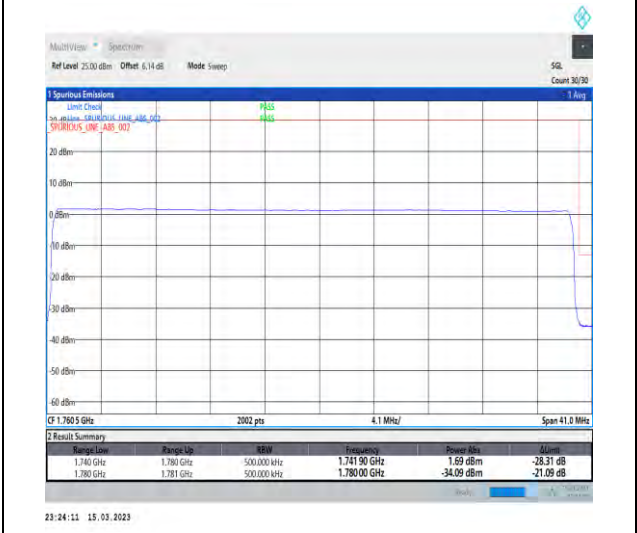 MultiView Spectrum
Ref Level 25.00 dBm Offset 6.14 dB Mode Sweep SGL
Count 30/30
1 Spurious Emissions 1 Avg
Limit Check PASS
Line _SPURIOUS_LINE_ABS_002 PASS
_SPURIOUS_LINE_ABS_002
20 dBm
10 dBm
0 dBm
-10 dBm
-20 dBm
-30 dBm
-40 dBm
-50 dBm
-60 dBm
CF 1.7605 GHz 2002 pts 4.1 MHz/ Span 41.0 MHz
2 Result Summary
Range Low Range Up RBW Frequency Power Abs ΔLimit
1.740 GHz 1.780 GHz 500.000 kHz 1.74190 GHz 1.69 dBm -28.31 dB
1.780 GHz 1.781 GHz 500.000 kHz 1.78000 GHz -34.09 dBm -21.09 dB
23:24:11 15.03.2023